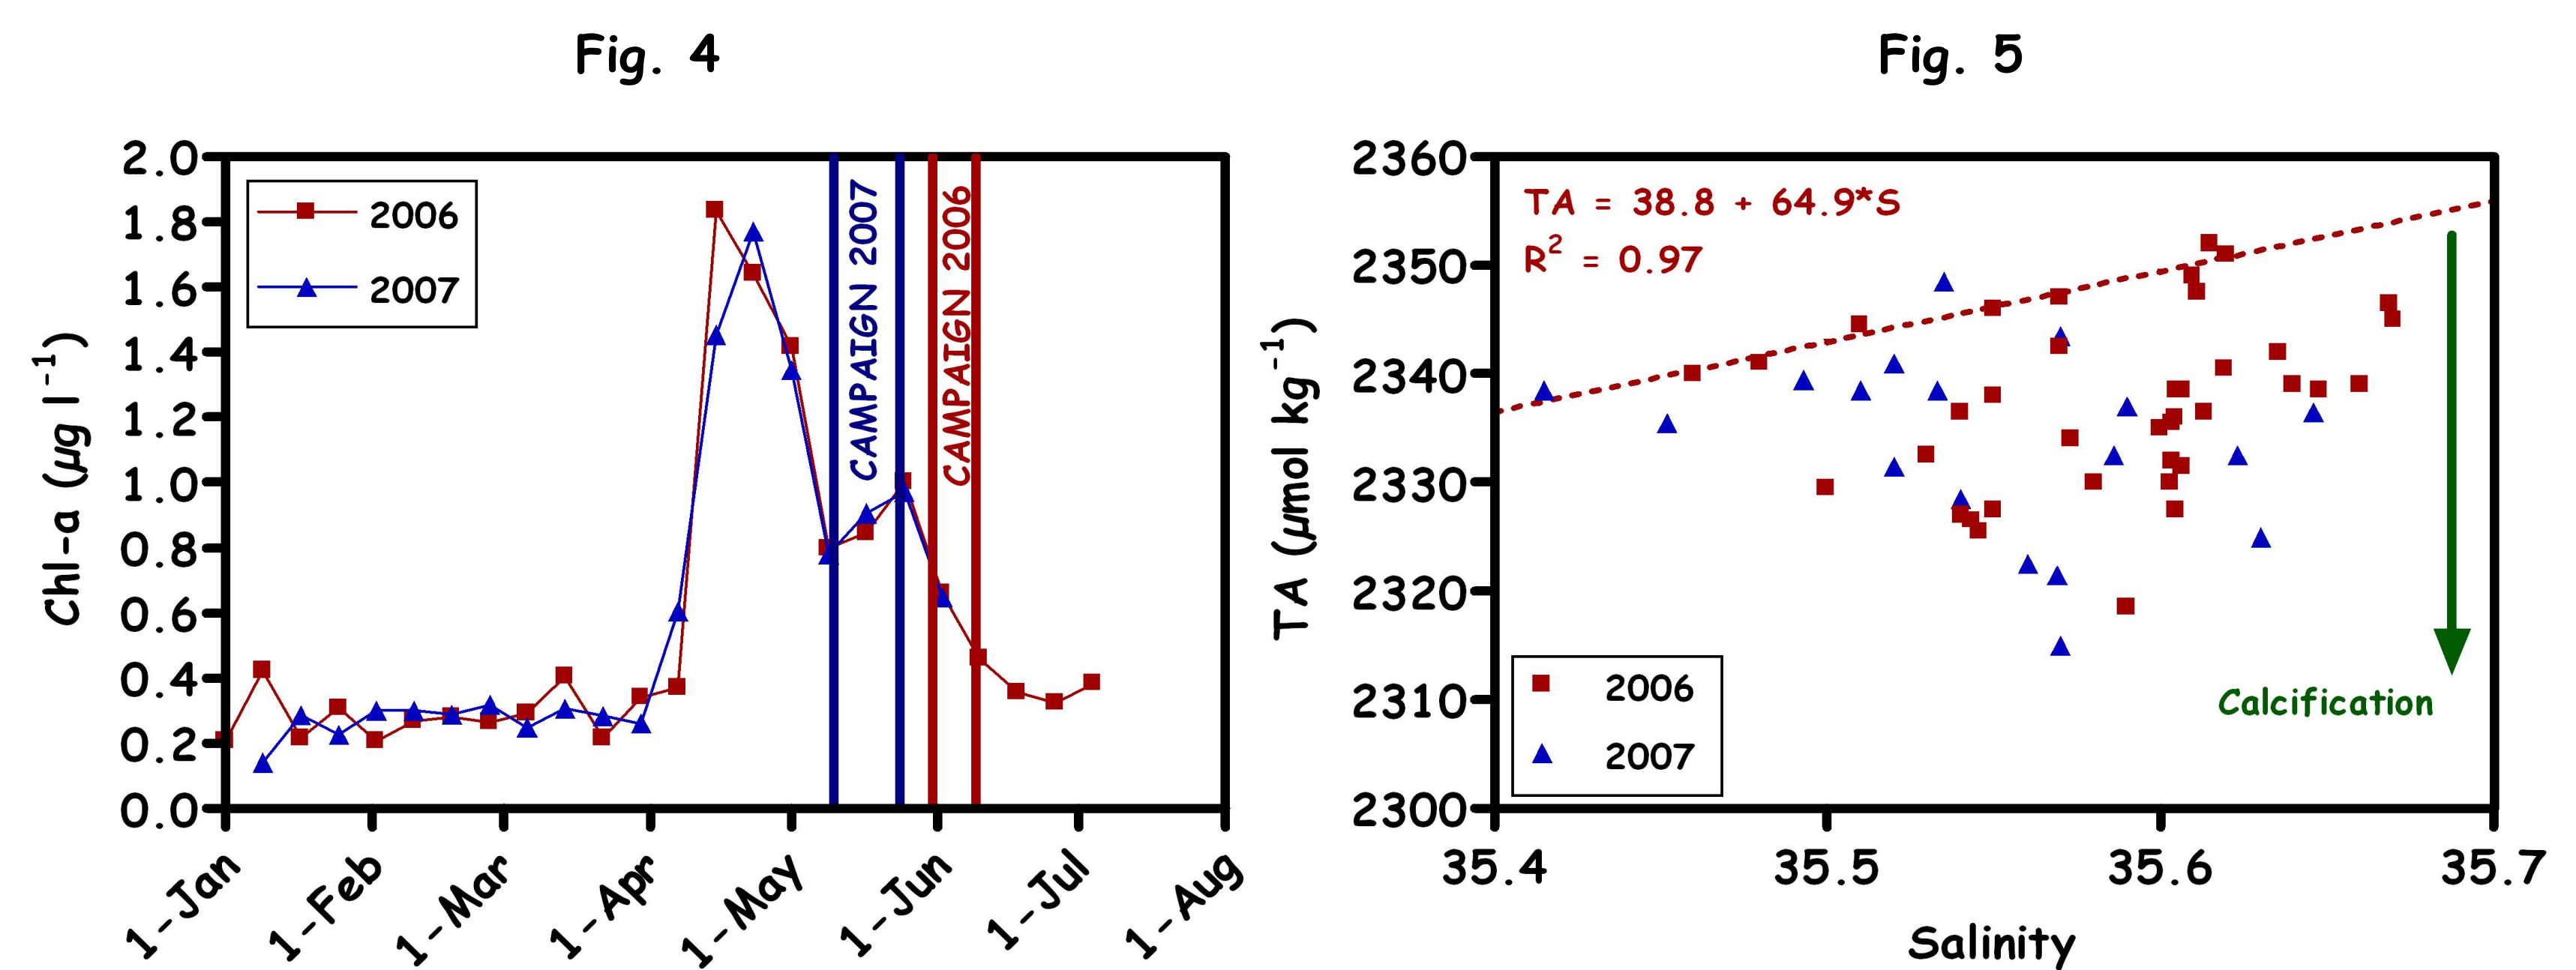 Fig. 4
2.0
1.8
1.6
1.4
1.2
1.0
0.8
0.6
0.4
0.2
0.0
Chl-a (µg l⁻¹)
2006
2007
CAMPAIGN 2007
CAMPAIGN 2006
1-Jan
1-Feb
1-Mar
1-Apr
1-May
1-Jun
1-Jul
1-Aug
Fig. 5
2360
2350
2340
2330
2320
2310
2300
TA (µmol kg⁻¹)
TA = 38.8 + 64.9*S
R² = 0.97
2006
2007
Calcification
35.4
35.5
35.6
35.7
Salinity